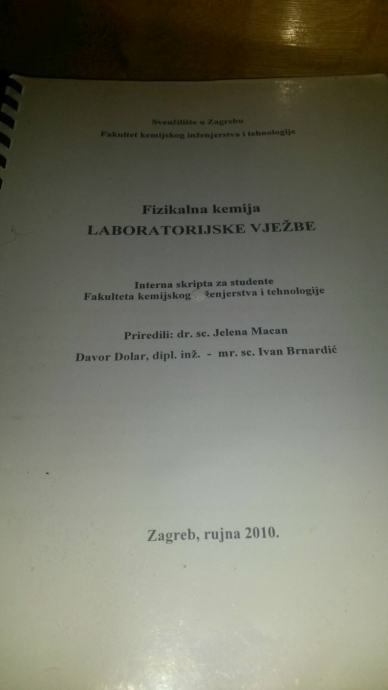 Sveučilište u Zagrebu
Fakultet kemijskog inženjerstva i tehnologije
Fizikalna kemija
LABORATORIJSKE VJEŽBE
Interna skripta za studente
Fakulteta kemijskog ženjerstva i tehnologije
Priredili: dr. sc. Jelena Macan
Davor Dolar, dipl. inž. - mr. sc. Ivan Brnardić
Zagreb, rujna 2010.